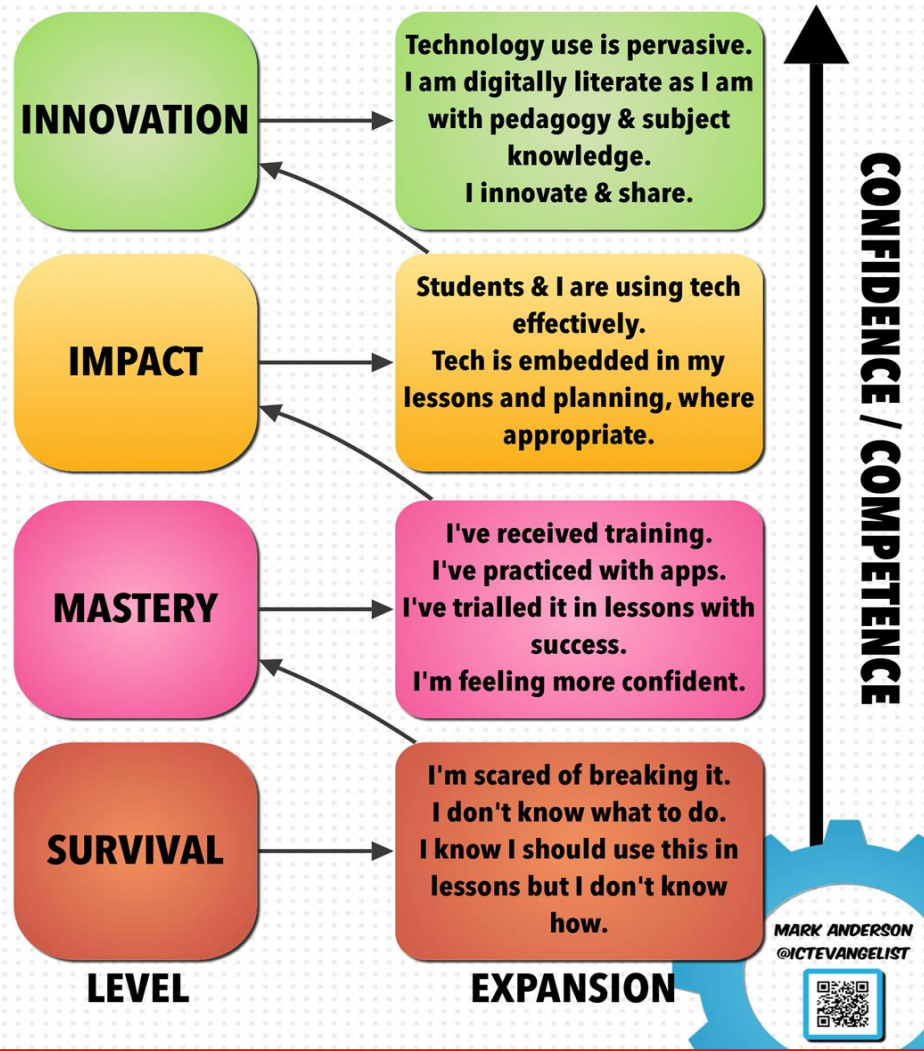 INNOVATION
Technology use is pervasive.
I am digitally literate as I am
with pedagogy & subject
knowledge.
I innovate & share.
IMPACT
Students & I are using tech
effectively.
Tech is embedded in my
lessons and planning, where
appropriate.
MASTERY
I've received training.
I've practiced with apps.
I've trialled it in lessons with
success.
I'm feeling more confident.
SURVIVAL
I'm scared of breaking it.
I don't know what to do.
I know I should use this in
lessons but I don't know
how.
LEVEL
EXPANSION
CONFIDENCE / COMPETENCE
MARK ANDERSON
@ICTEVANGELIST